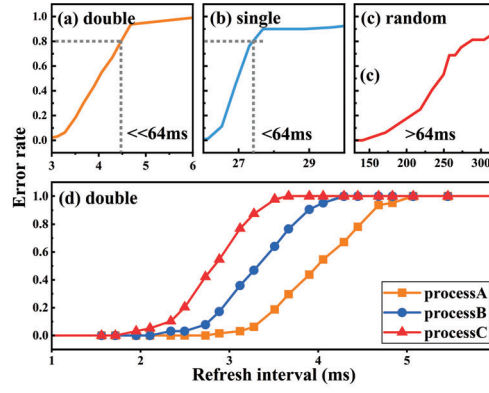 (a) double
(b) single
(c) random
1.0
0.8
0.6
0.4
0.2
0.0
(c)
<<64ms
<64ms
>64ms
3
4
5
6
27
29
150
200
250
300
Error rate
(d) double
1.0
0.8
0.6
0.4
0.2
0.0
processA
processB
processC
1
2
3
4
5
Refresh interval (ms)